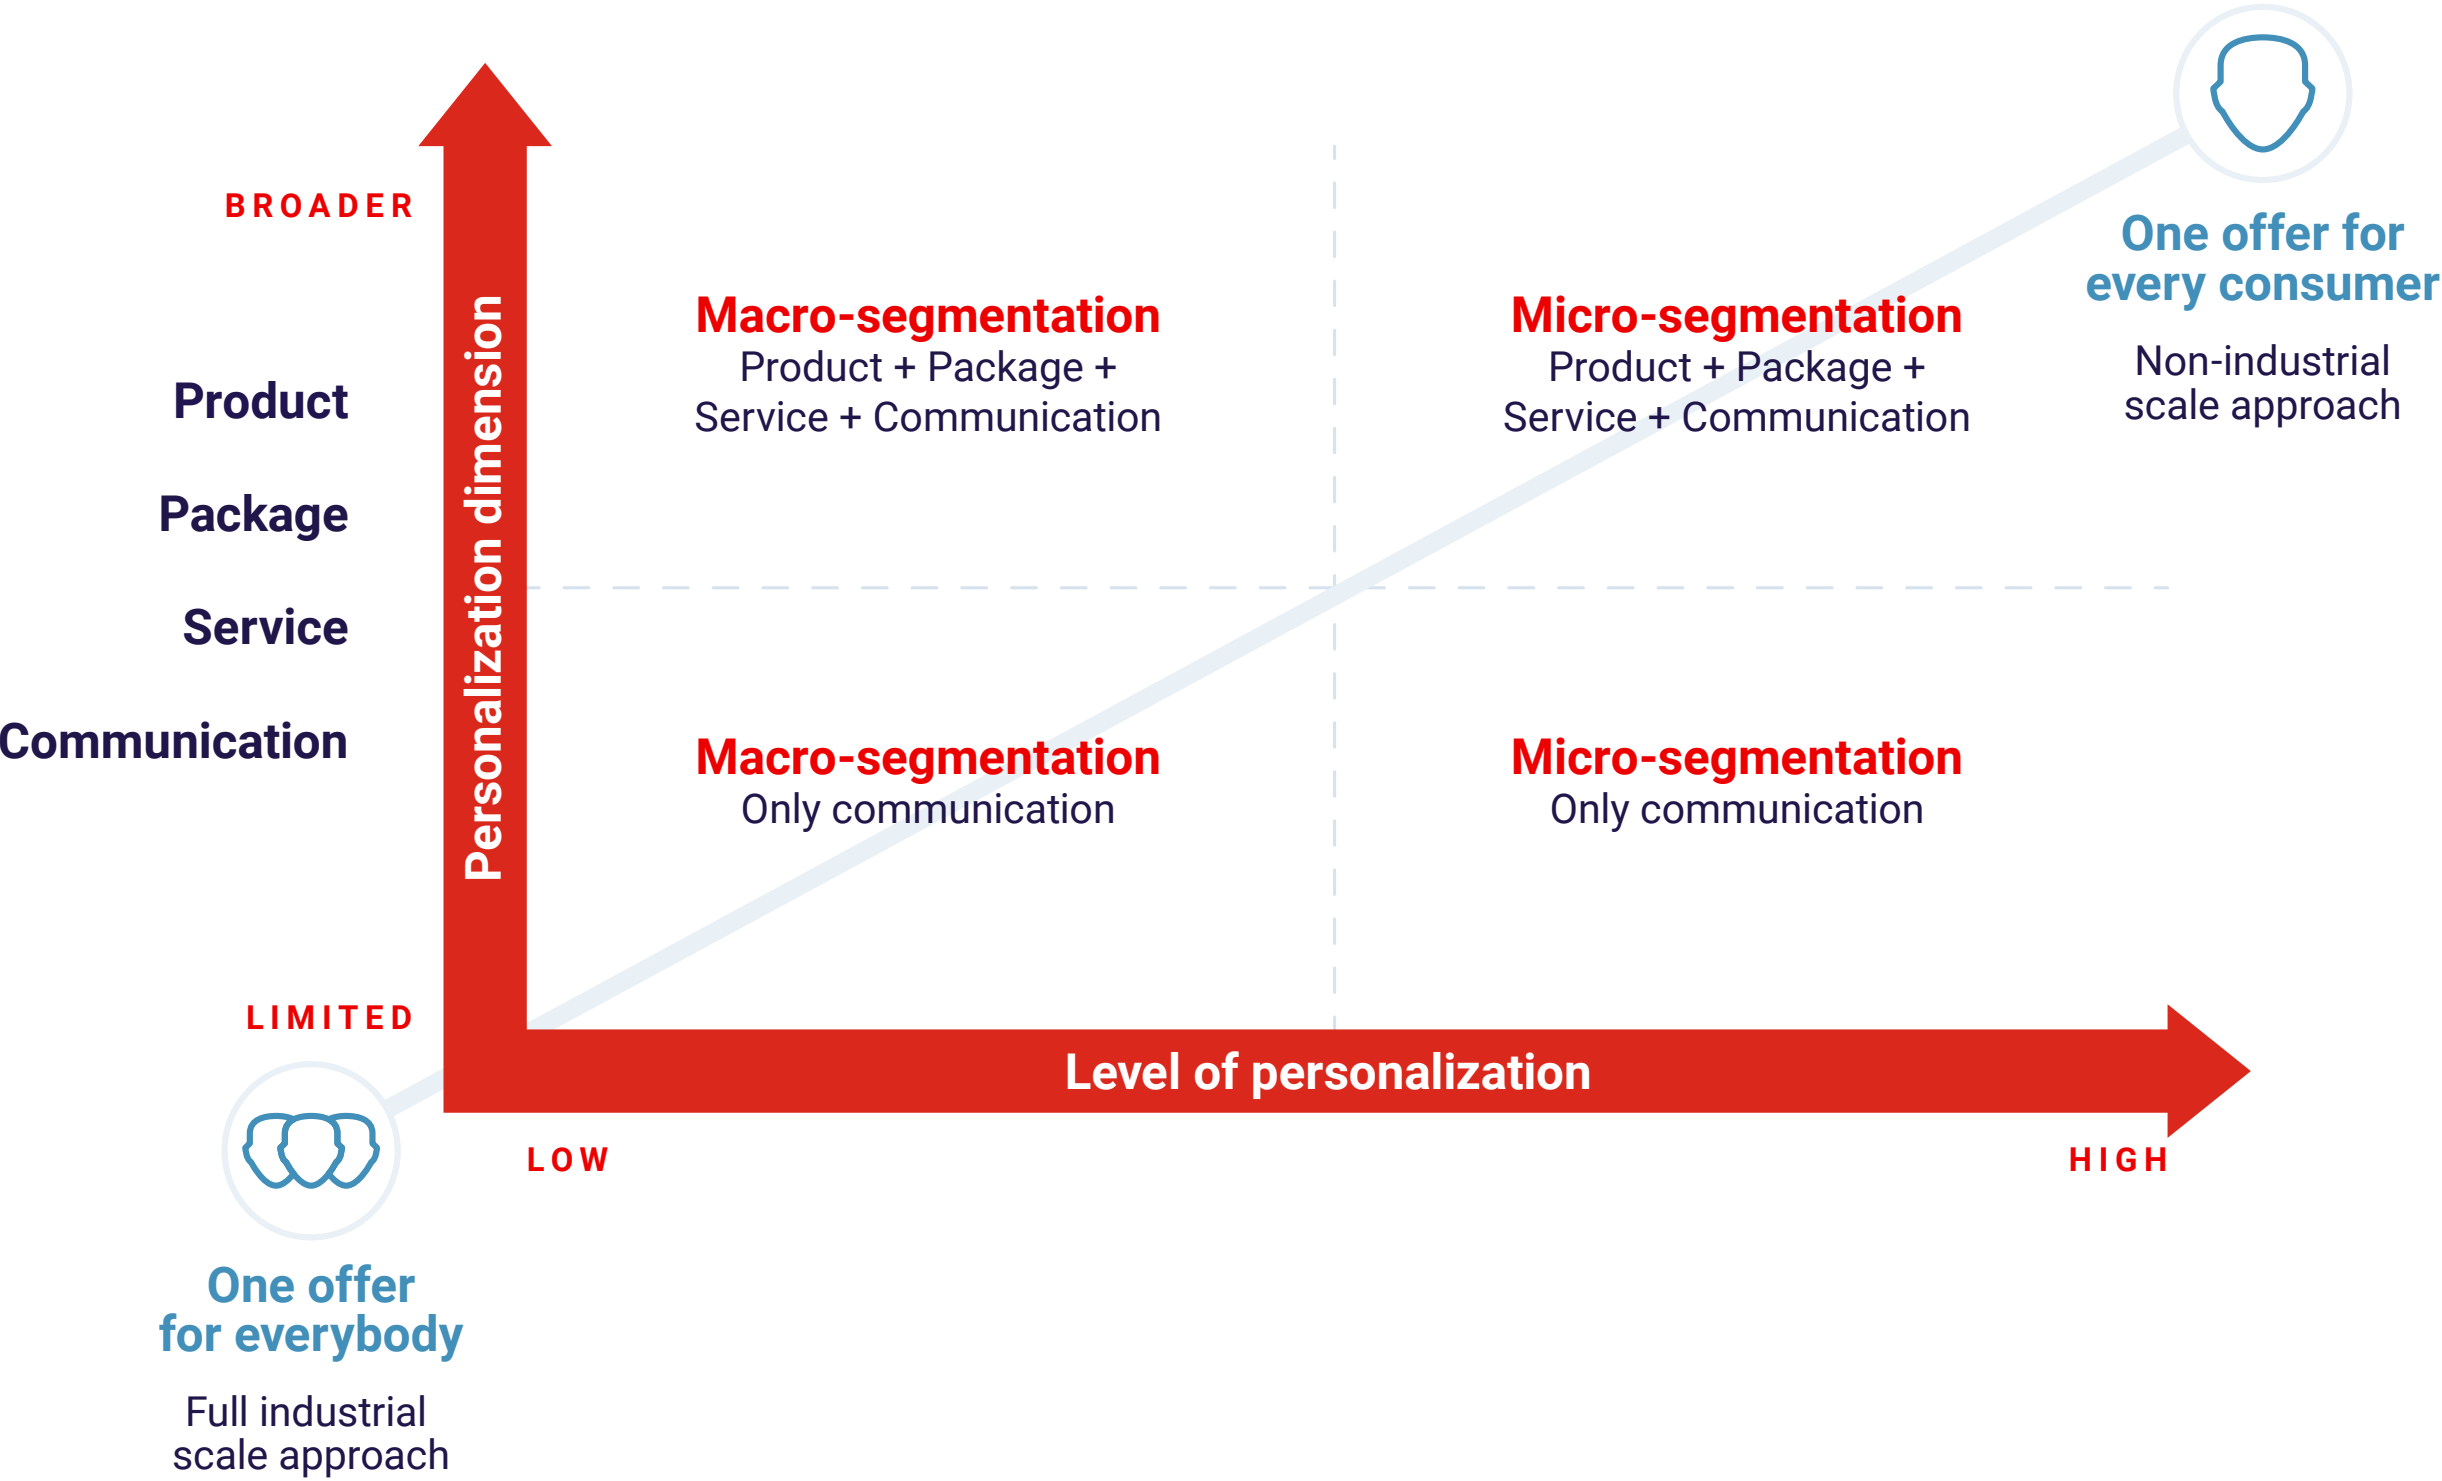 BROADER
Product
Package
Service
Communication
LIMITED
Personalization dimension
Macro-segmentation
Product + Package +
Service + Communication
Micro-segmentation
Product + Package +
Service + Communication
One offer for
every consumer
Non-industrial
scale approach
Macro-segmentation
Only communication
Micro-segmentation
Only communication
Level of personalization
LOW
HIGH
One offer
for everybody
Full industrial
scale approach